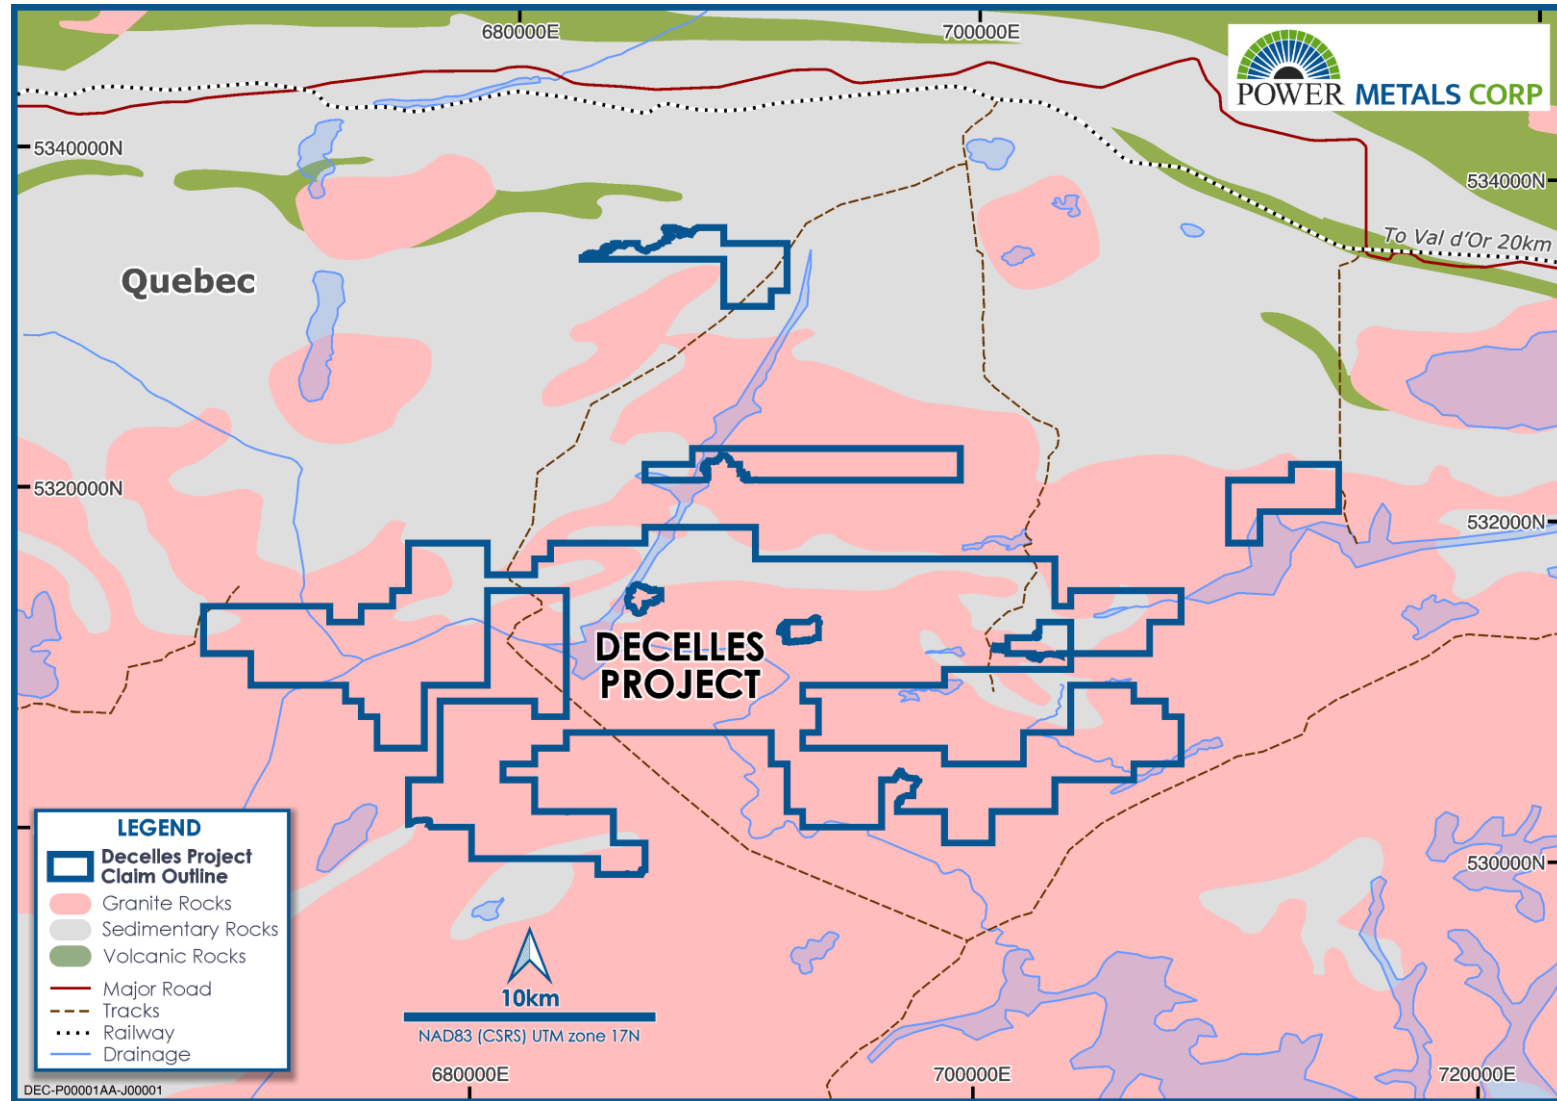 680000E
700000E
POWER METALS CORP
5340000N
534000N
To Val d'Or 20km
Quebec
5320000N
532000N
DECELLES
PROJECT
530000N
LEGEND
Decelles Project
Claim Outline
Granite Rocks
Sedimentary Rocks
Volcanic Rocks
Major Road
Tracks
Railway
Drainage
10km
NAD83 (CSRS) UTM zone 17N
680000E
700000E
720000E
DEC-P00001AA-J00001